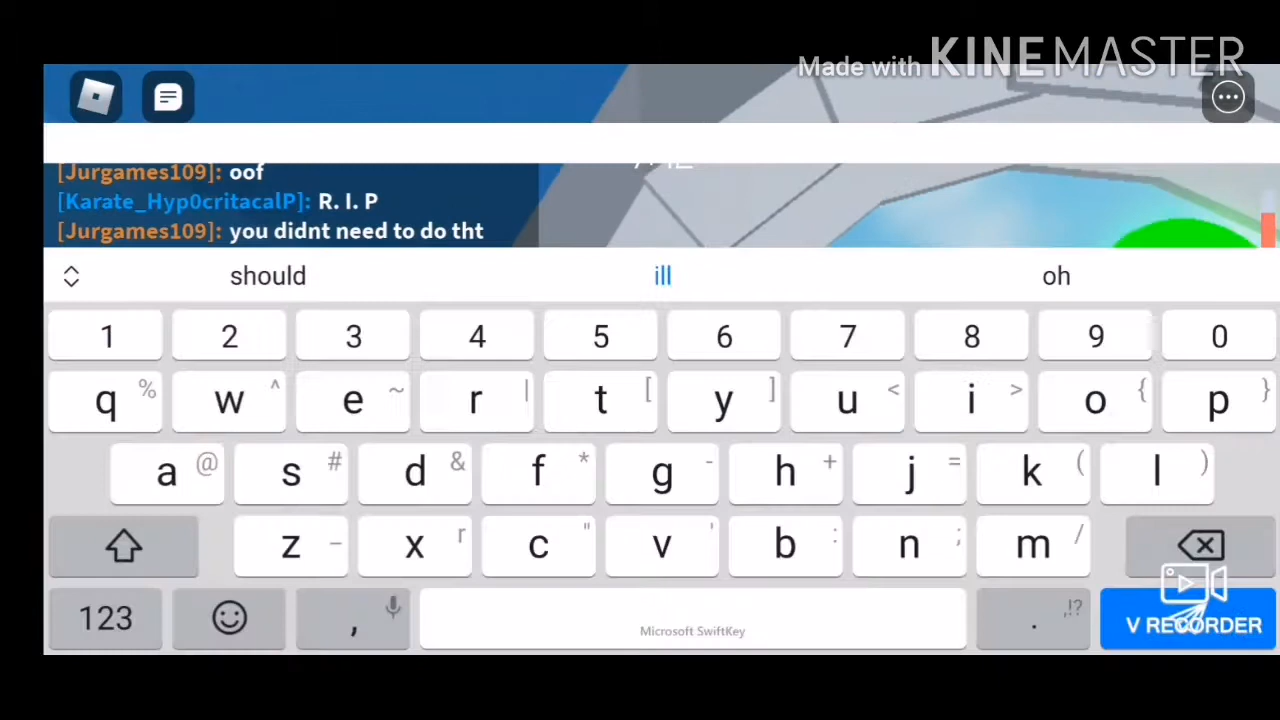 Made with KINEMASTER
[Jurgames109]: oof
[Karate_Hyp0critacalP]: R. I. P
[Jurgames109]: you didnt need to do tht
should ill oh
1 2 3 4 5 6 7 8 9 0
q % w ^ e ~ r | t [ y ] u < i > o { p }
a @ s # d & f * g - h + j = k ( l )
z _ x r c " v ' b : n ; m /
123 , Microsoft SwiftKey . ,!?
V RECORDER